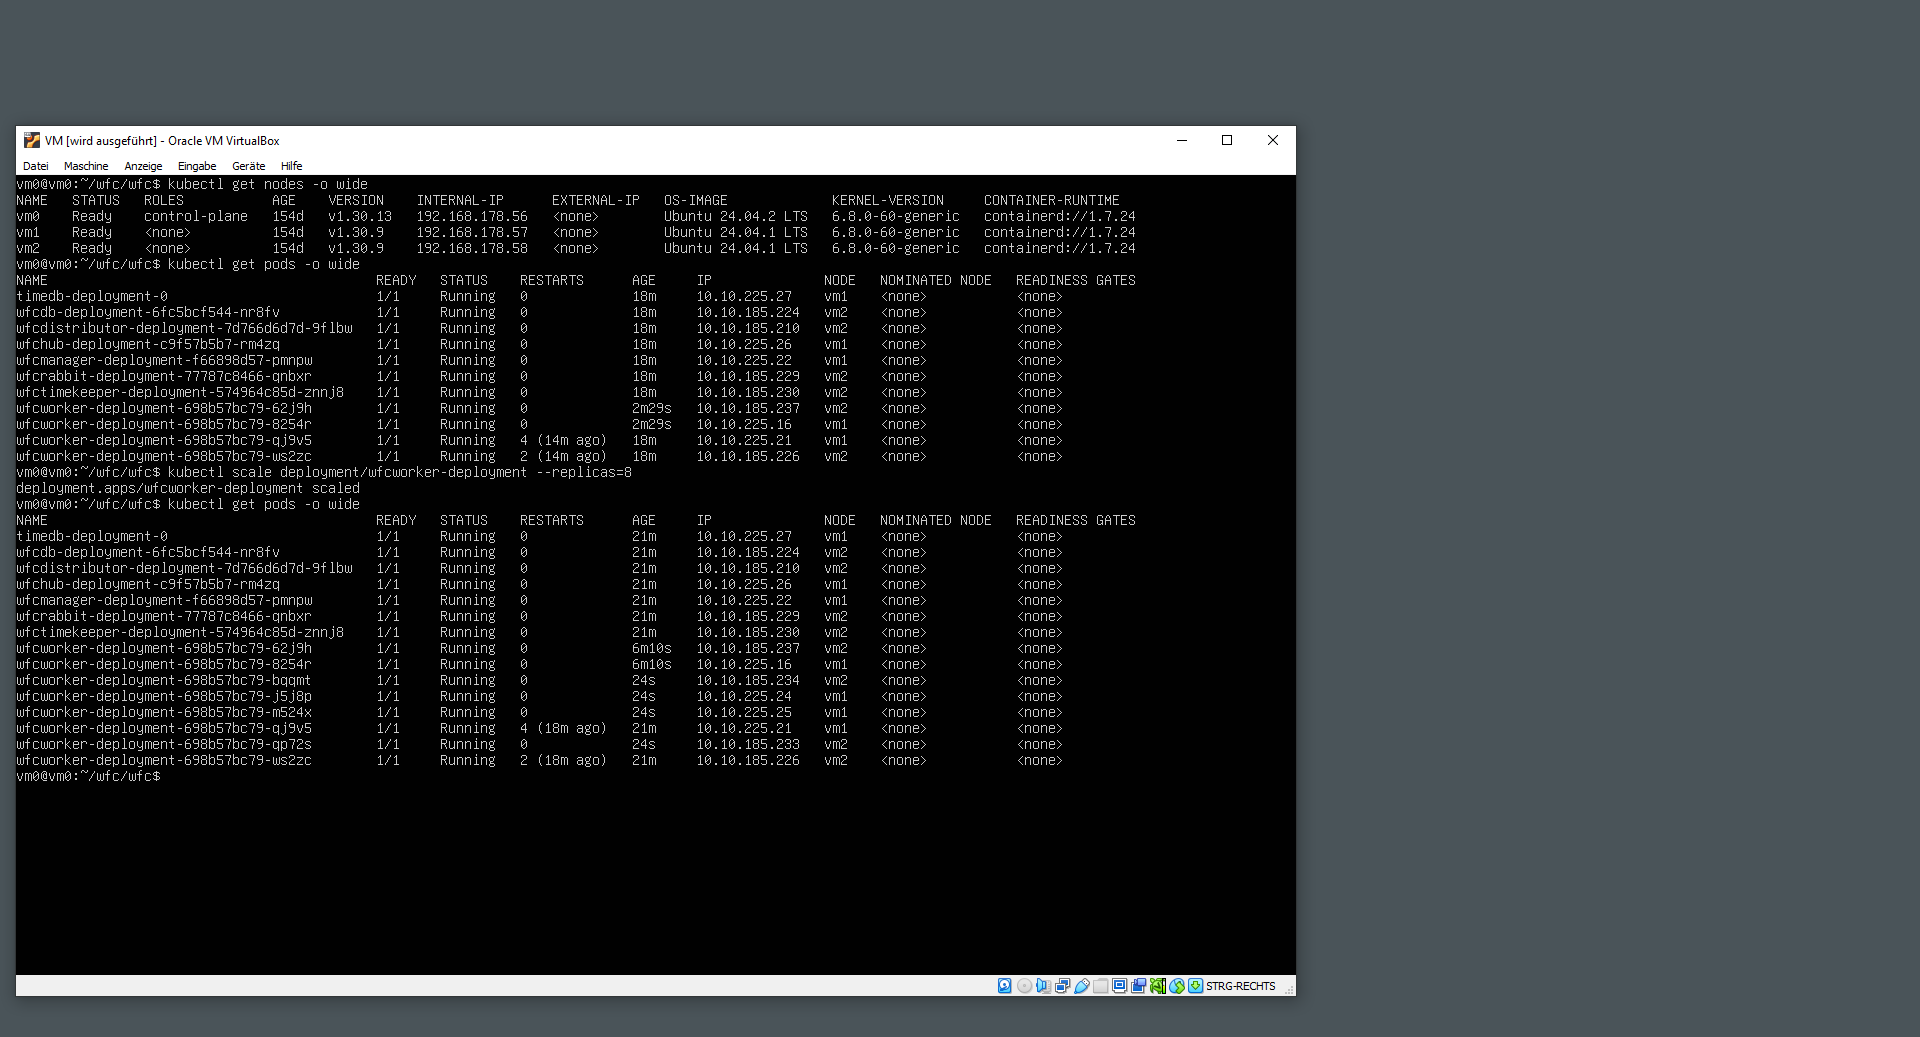 VM [wird ausgeführt] - Oracle VM VirtualBox
Datei Maschine Anzeige Eingabe Geräte Hilfe
vm0@vm0:~/wfc/wfc$ kubectl get nodes -o wide
NAME STATUS ROLES AGE VERSION INTERNAL-IP EXTERNAL-IP OS-IMAGE KERNEL-VERSION CONTAINER-RUNTIME
vm0 Ready control-plane 154d v1.30.13 192.168.178.56 <none> Ubuntu 24.04.2 LTS 6.8.0-60-generic containerd://1.7.24
vm1 Ready <none> 154d v1.30.9 192.168.178.57 <none> Ubuntu 24.04.1 LTS 6.8.0-60-generic containerd://1.7.24
vm2 Ready <none> 154d v1.30.9 192.168.178.58 <none> Ubuntu 24.04.1 LTS 6.8.0-60-generic containerd://1.7.24
vm0@vm0:~/wfc/wfc$ kubectl get pods -o wide
NAME READY STATUS RESTARTS AGE IP NODE NOMINATED NODE READINESS GATES
timedb-deployment-0 1/1 Running 0 18m 10.10.225.27 vm1 <none> <none>
wfcdb-deployment-6fc5bcf544-nr8fv 1/1 Running 0 18m 10.10.185.224 vm2 <none> <none>
wfcdistributor-deployment-7d766d6d7d-9flbw 1/1 Running 0 18m 10.10.185.210 vm2 <none> <none>
wfchub-deployment-c9f57b5b7-rm4zq 1/1 Running 0 18m 10.10.225.26 vm1 <none> <none>
wfcmanager-deployment-f66898d57-pmnpw 1/1 Running 0 18m 10.10.225.22 vm1 <none> <none>
wfcrabbit-deployment-77787c8466-qnbxr 1/1 Running 0 18m 10.10.185.229 vm2 <none> <none>
wfctimekeeper-deployment-574964c85d-znnj8 1/1 Running 0 18m 10.10.185.230 vm2 <none> <none>
wfcworker-deployment-698b57bc79-62j9h 1/1 Running 0 2m29s 10.10.185.237 vm2 <none> <none>
wfcworker-deployment-698b57bc79-8254r 1/1 Running 0 2m29s 10.10.225.16 vm1 <none> <none>
wfcworker-deployment-698b57bc79-qj9v5 1/1 Running 4 (14m ago) 18m 10.10.225.21 vm1 <none> <none>
wfcworker-deployment-698b57bc79-ws2zc 1/1 Running 2 (14m ago) 18m 10.10.185.226 vm2 <none> <none>
vm0@vm0:~/wfc/wfc$ kubectl scale deployment/wfcworker-deployment --replicas=8
deployment.apps/wfcworker-deployment scaled
vm0@vm0:~/wfc/wfc$ kubectl get pods -o wide
NAME READY STATUS RESTARTS AGE IP NODE NOMINATED NODE READINESS GATES
timedb-deployment-0 1/1 Running 0 21m 10.10.225.27 vm1 <none> <none>
wfcdb-deployment-6fc5bcf544-nr8fv 1/1 Running 0 21m 10.10.185.224 vm2 <none> <none>
wfcdistributor-deployment-7d766d6d7d-9flbw 1/1 Running 0 21m 10.10.185.210 vm2 <none> <none>
wfchub-deployment-c9f57b5b7-rm4zq 1/1 Running 0 21m 10.10.225.26 vm1 <none> <none>
wfcmanager-deployment-f66898d57-pmnpw 1/1 Running 0 21m 10.10.225.22 vm1 <none> <none>
wfcrabbit-deployment-77787c8466-qnbxr 1/1 Running 0 21m 10.10.185.229 vm2 <none> <none>
wfctimekeeper-deployment-574964c85d-znnj8 1/1 Running 0 21m 10.10.185.230 vm2 <none> <none>
wfcworker-deployment-698b57bc79-62j9h 1/1 Running 0 6m10s 10.10.185.237 vm2 <none> <none>
wfcworker-deployment-698b57bc79-8254r 1/1 Running 0 6m10s 10.10.225.16 vm1 <none> <none>
wfcworker-deployment-698b57bc79-bqqmt 1/1 Running 0 24s 10.10.185.234 vm2 <none> <none>
wfcworker-deployment-698b57bc79-j5j8p 1/1 Running 0 24s 10.10.225.24 vm1 <none> <none>
wfcworker-deployment-698b57bc79-m524x 1/1 Running 0 24s 10.10.225.25 vm1 <none> <none>
wfcworker-deployment-698b57bc79-qj9v5 1/1 Running 4 (18m ago) 21m 10.10.225.21 vm1 <none> <none>
wfcworker-deployment-698b57bc79-qp72s 1/1 Running 0 24s 10.10.185.233 vm2 <none> <none>
wfcworker-deployment-698b57bc79-ws2zc 1/1 Running 2 (18m ago) 21m 10.10.185.226 vm2 <none> <none>
vm0@vm0:~/wfc/wfc$
STRG-RECHTS